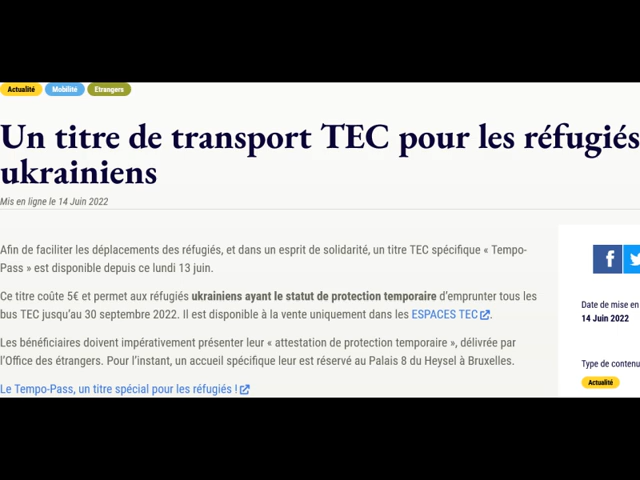 Actualité Mobilité Etrangers
Un titre de transport TEC pour les réfugiés
ukrainiens
Mis en ligne le 14 Juin 2022
Afin de faciliter les déplacements des réfugiés, et dans un esprit de solidarité, un titre TEC spécifique « Tempo-
Pass » est disponible depuis ce lundi 13 juin.
Ce titre coûte 5€ et permet aux réfugiés ukrainiens ayant le statut de protection temporaire d'emprunter tous les
bus TEC jusqu'au 30 septembre 2022. Il est disponible à la vente uniquement dans les ESPACES TEC.
Les bénéficiaires doivent impérativement présenter leur « attestation de protection temporaire », délivrée par
l'Office des étrangers. Pour l'instant, un accueil spécifique leur est réservé au Palais 8 du Heysel à Bruxelles.
Le Tempo-Pass, un titre spécial pour les réfugiés !
f
Date de mise en
14 Juin 2022
Type de contenu
Actualité